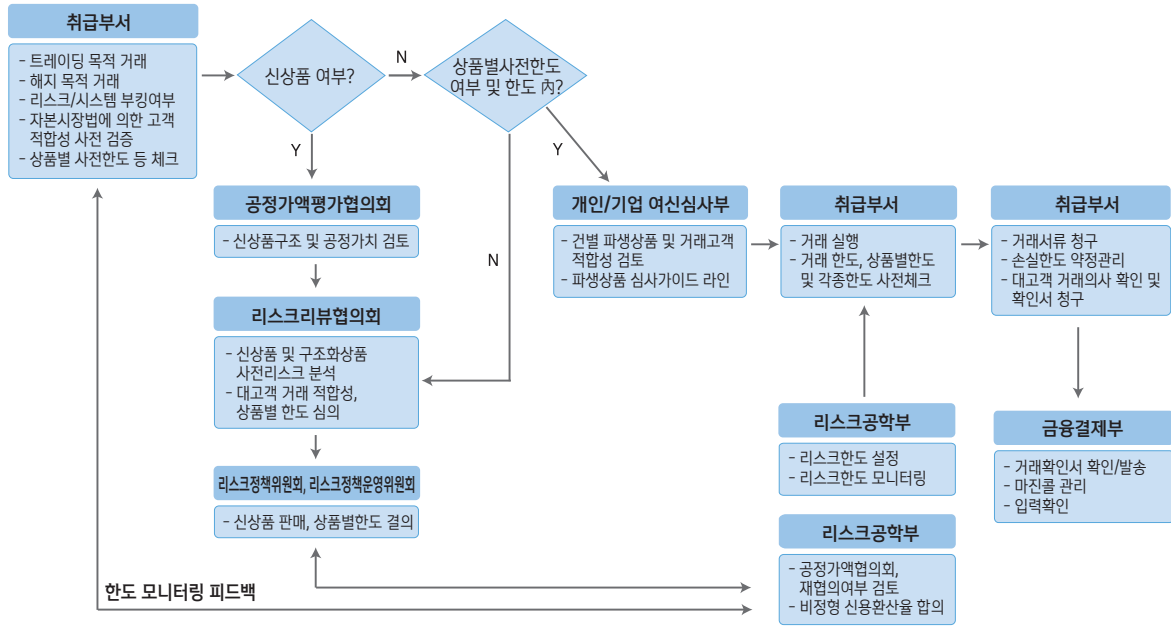 취급부서
- 트레이딩 목적 거래
- 해지 목적 거래
- 리스크/시스템 부킹여부
- 자본시장법에 의한 고객
적합성 사전 검증
- 상품별 사전한도 등 체크
신상품 여부?
N
상품별사전한도
여부 및 한도 內?
Y
N
Y
공정가액평가협의회
- 신상품구조 및 공정가치 검토
리스크리뷰협의회
- 신상품 및 구조화상품
사전리스크 분석
- 대고객 거래 적합성,
상품별 한도 심의
리스크정책위원회, 리스크정책운영위원회
- 신상품 판매, 상품별한도 결의
개인/기업 여신심사부
- 건별 파생상품 및 거래고객
적합성 검토
- 파생상품 심사가이드 라인
취급부서
- 거래 실행
- 거래 한도, 상품별한도
및 각종한도 사전체크
취급부서
- 거래서류 청구
- 손실한도 약정관리
- 대고객 거래의사 확인 및
확인서 청구
리스크공학부
- 리스크한도 설정
- 리스크한도 모니터링
금융결제부
- 거래확인서 확인/발송
- 마진콜 관리
- 입력확인
리스크공학부
- 공정가액협의회,
재협의여부 검토
- 비정형 신용환산율 합의
한도 모니터링 피드백